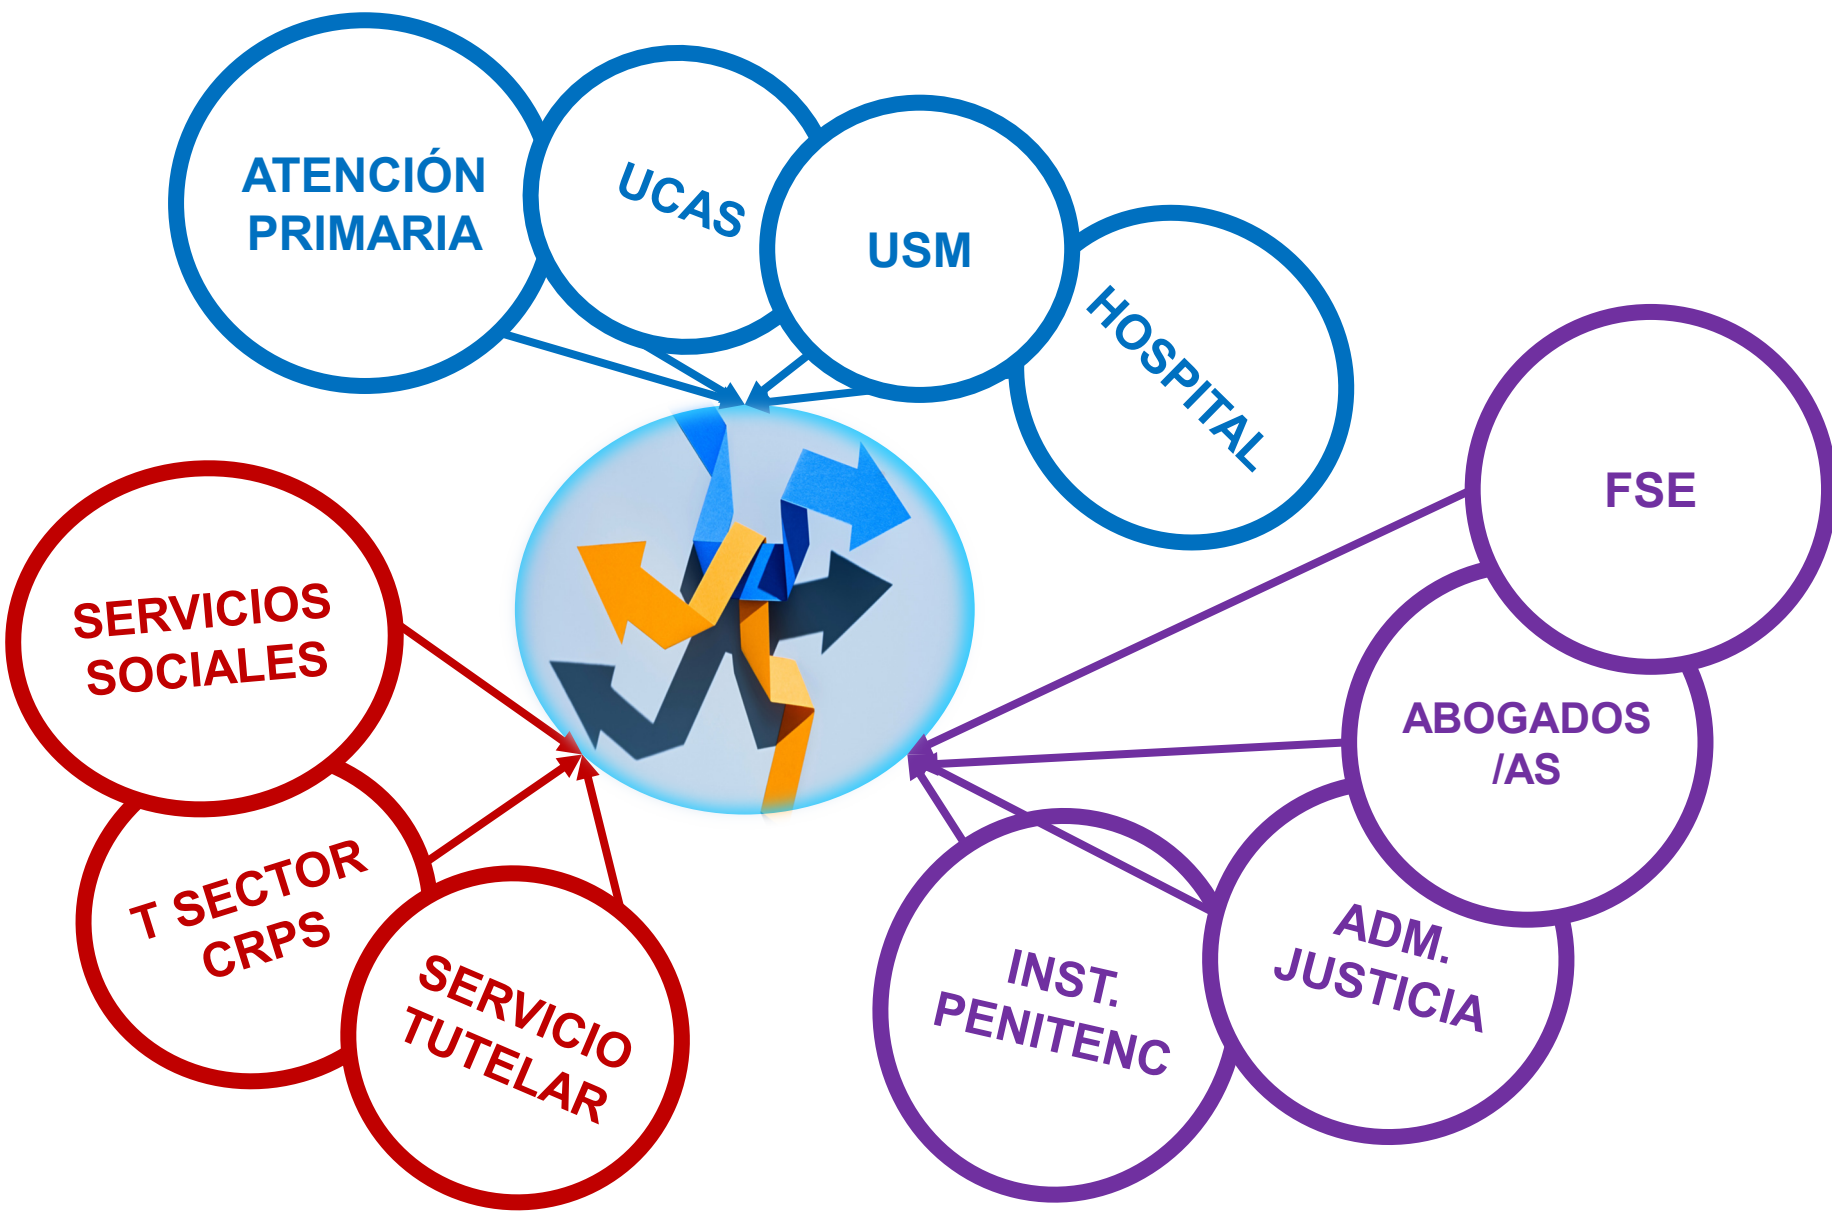 ATENCIÓN
PRIMARIA
UCAS
USM
HOSPITAL
FSE
ABOGADOS
/AS
ADM.
JUSTICIA
INST.
PENITENC
SERVICIOS
SOCIALES
T SECTOR
CRPS
SERVICIO
TUTELAR